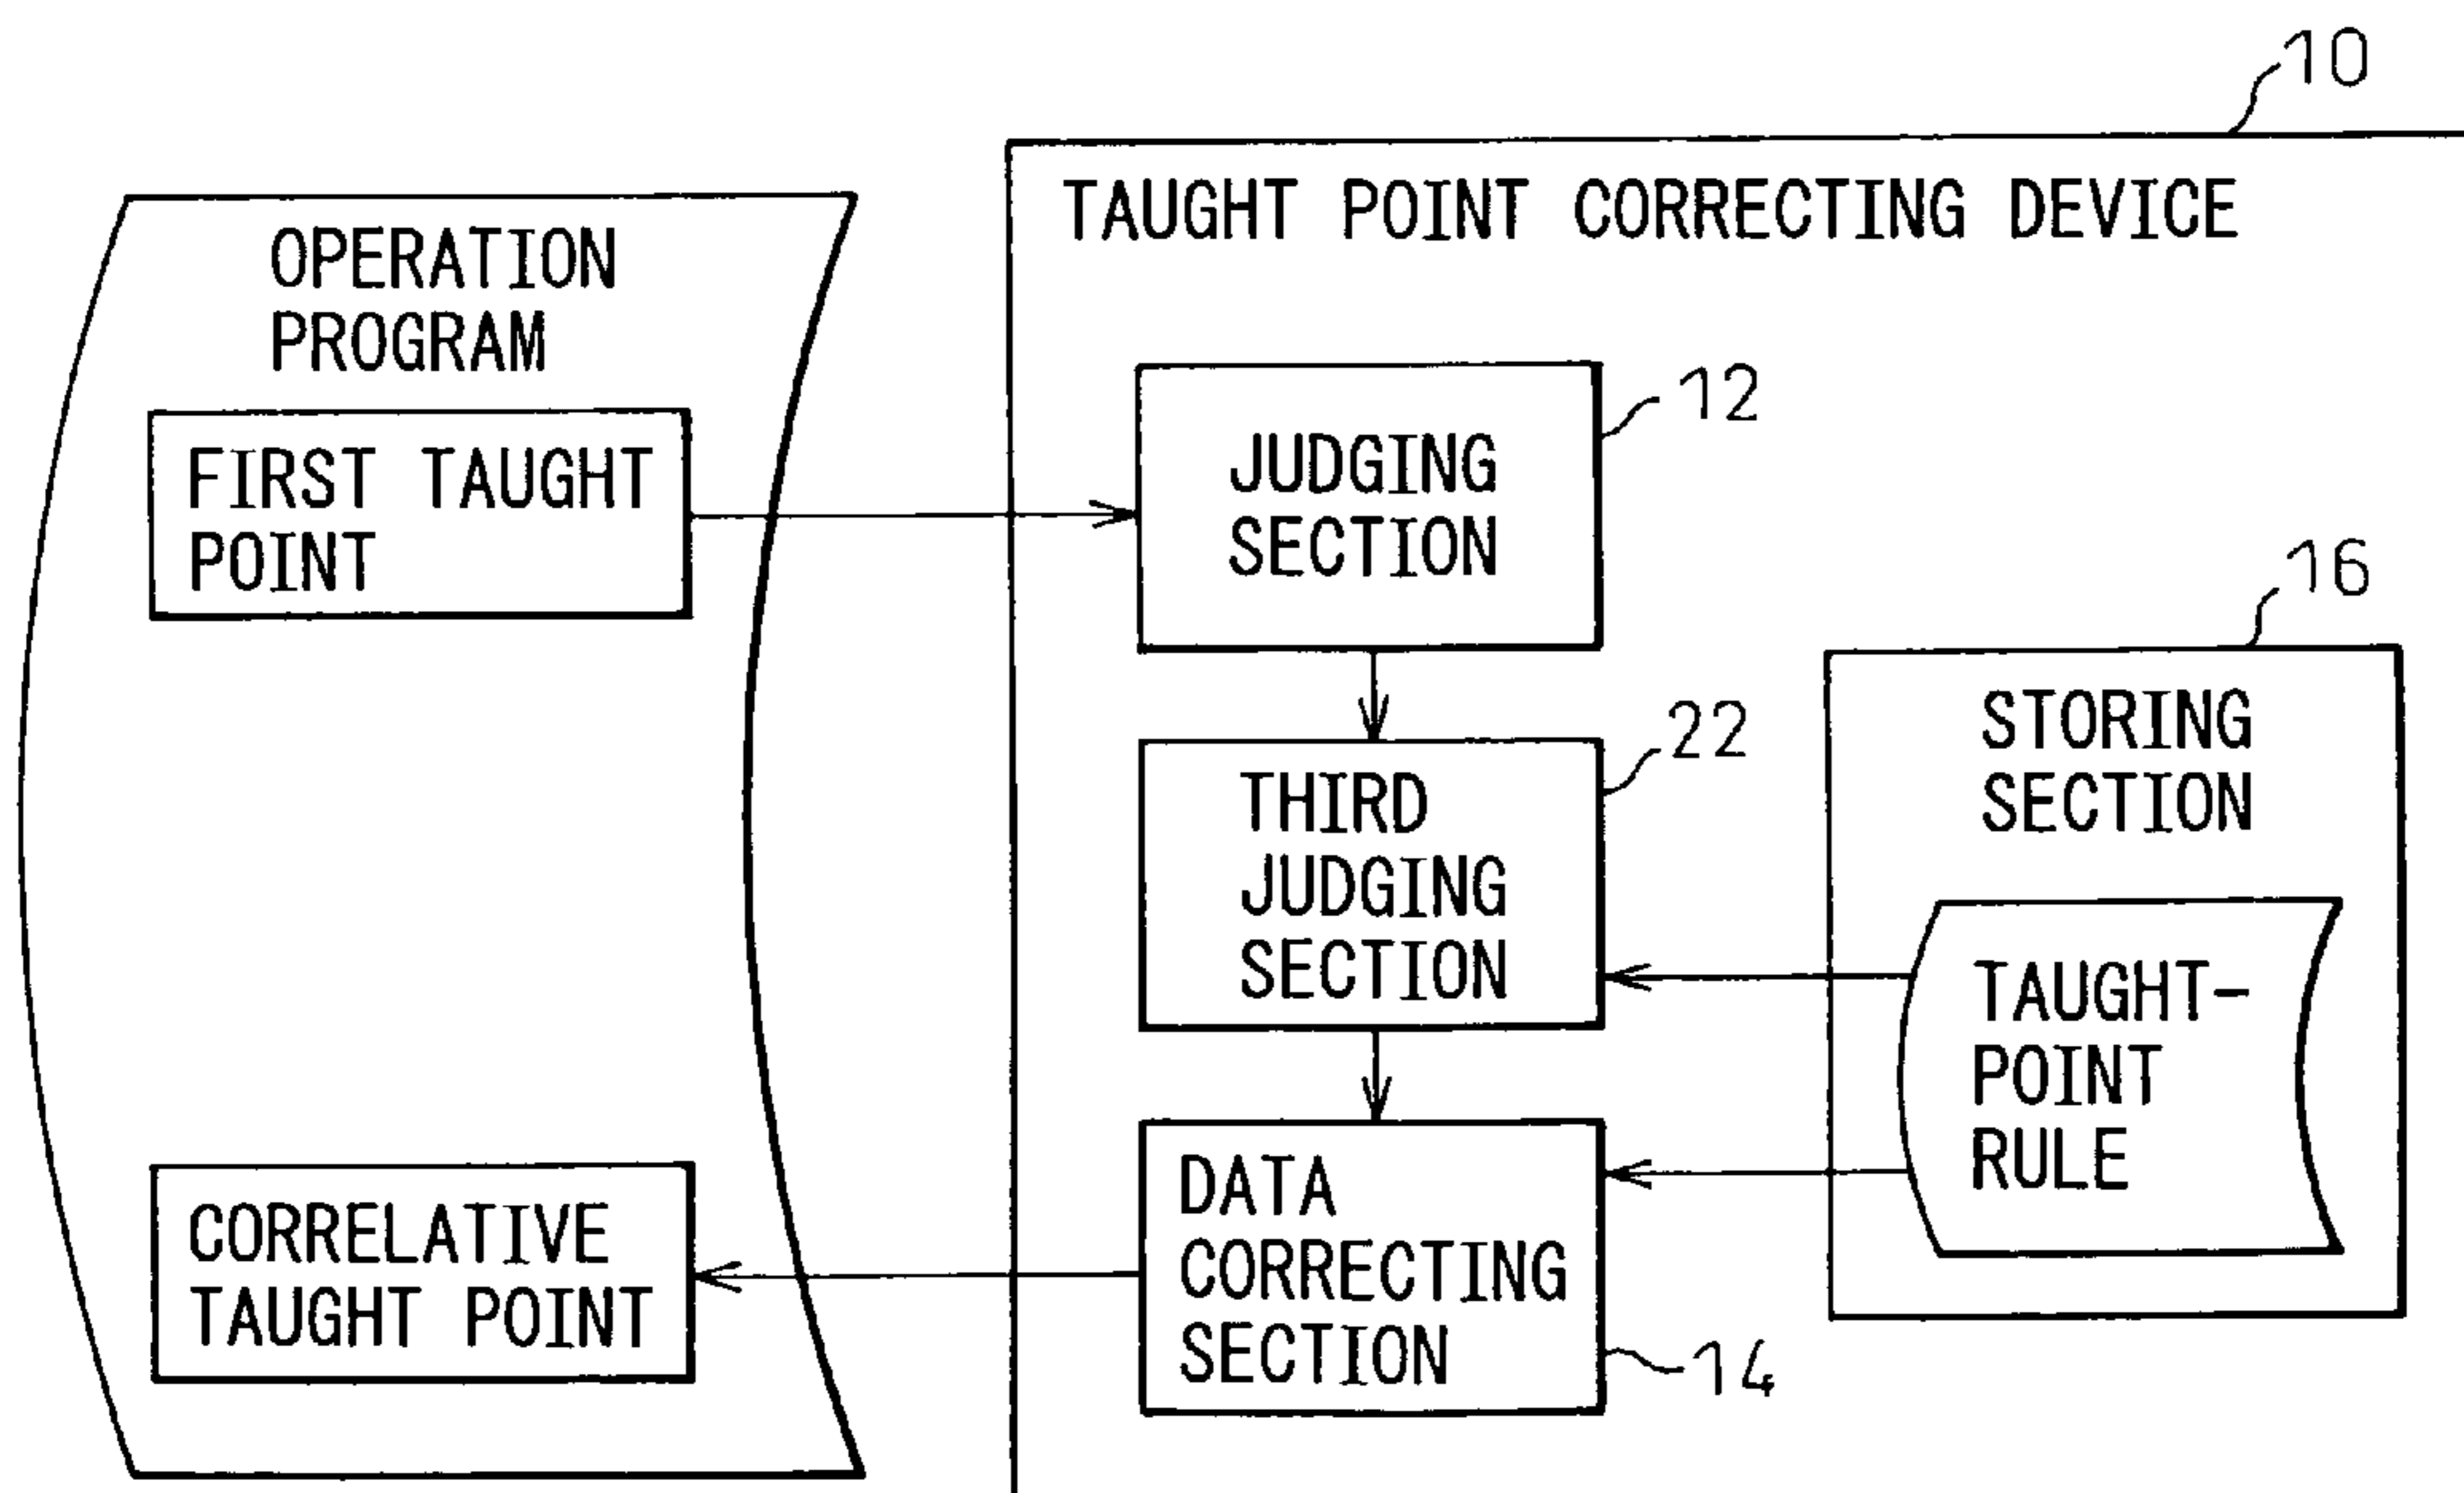 10
TAUGHT POINT CORRECTING DEVICE
OPERATION
PROGRAM
FIRST TAUGHT
POINT
12
JUDGING
SECTION
16
STORING
SECTION
22
THIRD
JUDGING
SECTION
TAUGHT-
POINT
RULE
DATA
CORRECTING
SECTION
14
CORRELATIVE
TAUGHT POINT